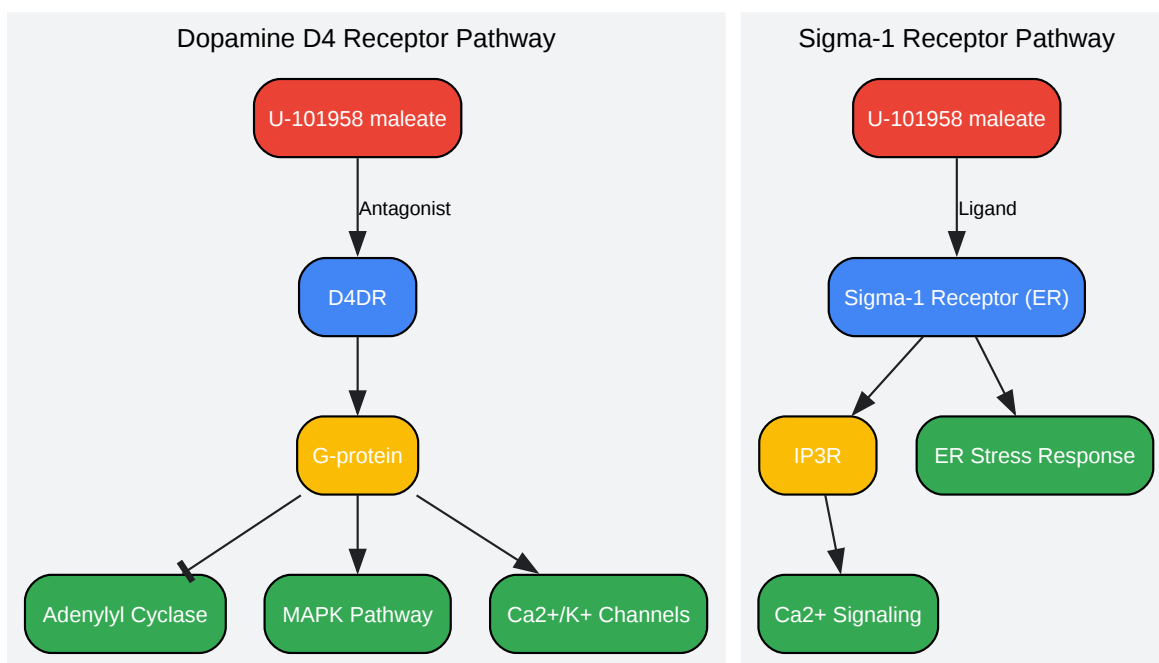 Dopamine D4 Receptor Pathway
U-101958 maleate
Antagonist
D4DR
G-protein
Adenylyl Cyclase
MAPK Pathway
Ca2+/K+ Channels
Sigma-1 Receptor Pathway
U-101958 maleate
Ligand
Sigma-1 Receptor (ER)
IP3R
ER Stress Response
Ca2+ Signaling